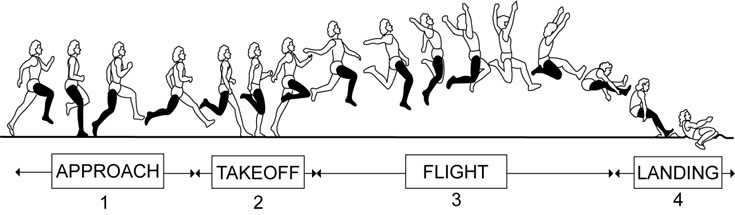 APPROACH TAKEOFF FLIGHT LANDING
1 2 3 4